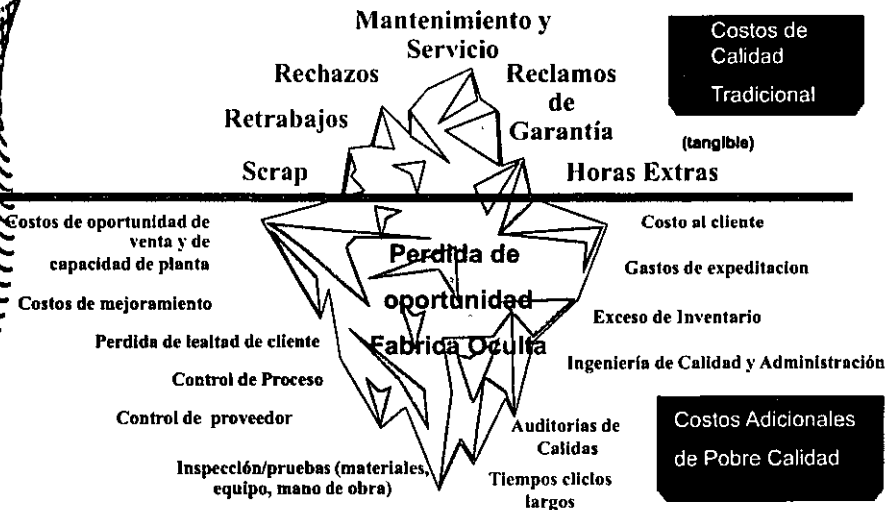 Mantenimiento y
Servicio
Costos de
Calidad
Tradicional
(tangible)
Rechazos
Reclamos
de
Garantía
Retrabajos
Scrap
Horas Extras
Costos de oportunidad de
venta y de
capacidad de planta
Costos de mejoramiento
Perdida de lealtad de cliente
Control de Proceso
Control de proveedor
Inspección/pruebas (materiales,
equipo, mano de obra)
Perdida de
oportunidad
Fabrica Oculta
Costo al cliente
Gastos de expeditacion
Exceso de Inventario
Ingeniería de Calidad y Administración
Auditorías de
Calidas
Tiempos cliclos
largos
Costos Adicionales
de Pobre Calidad